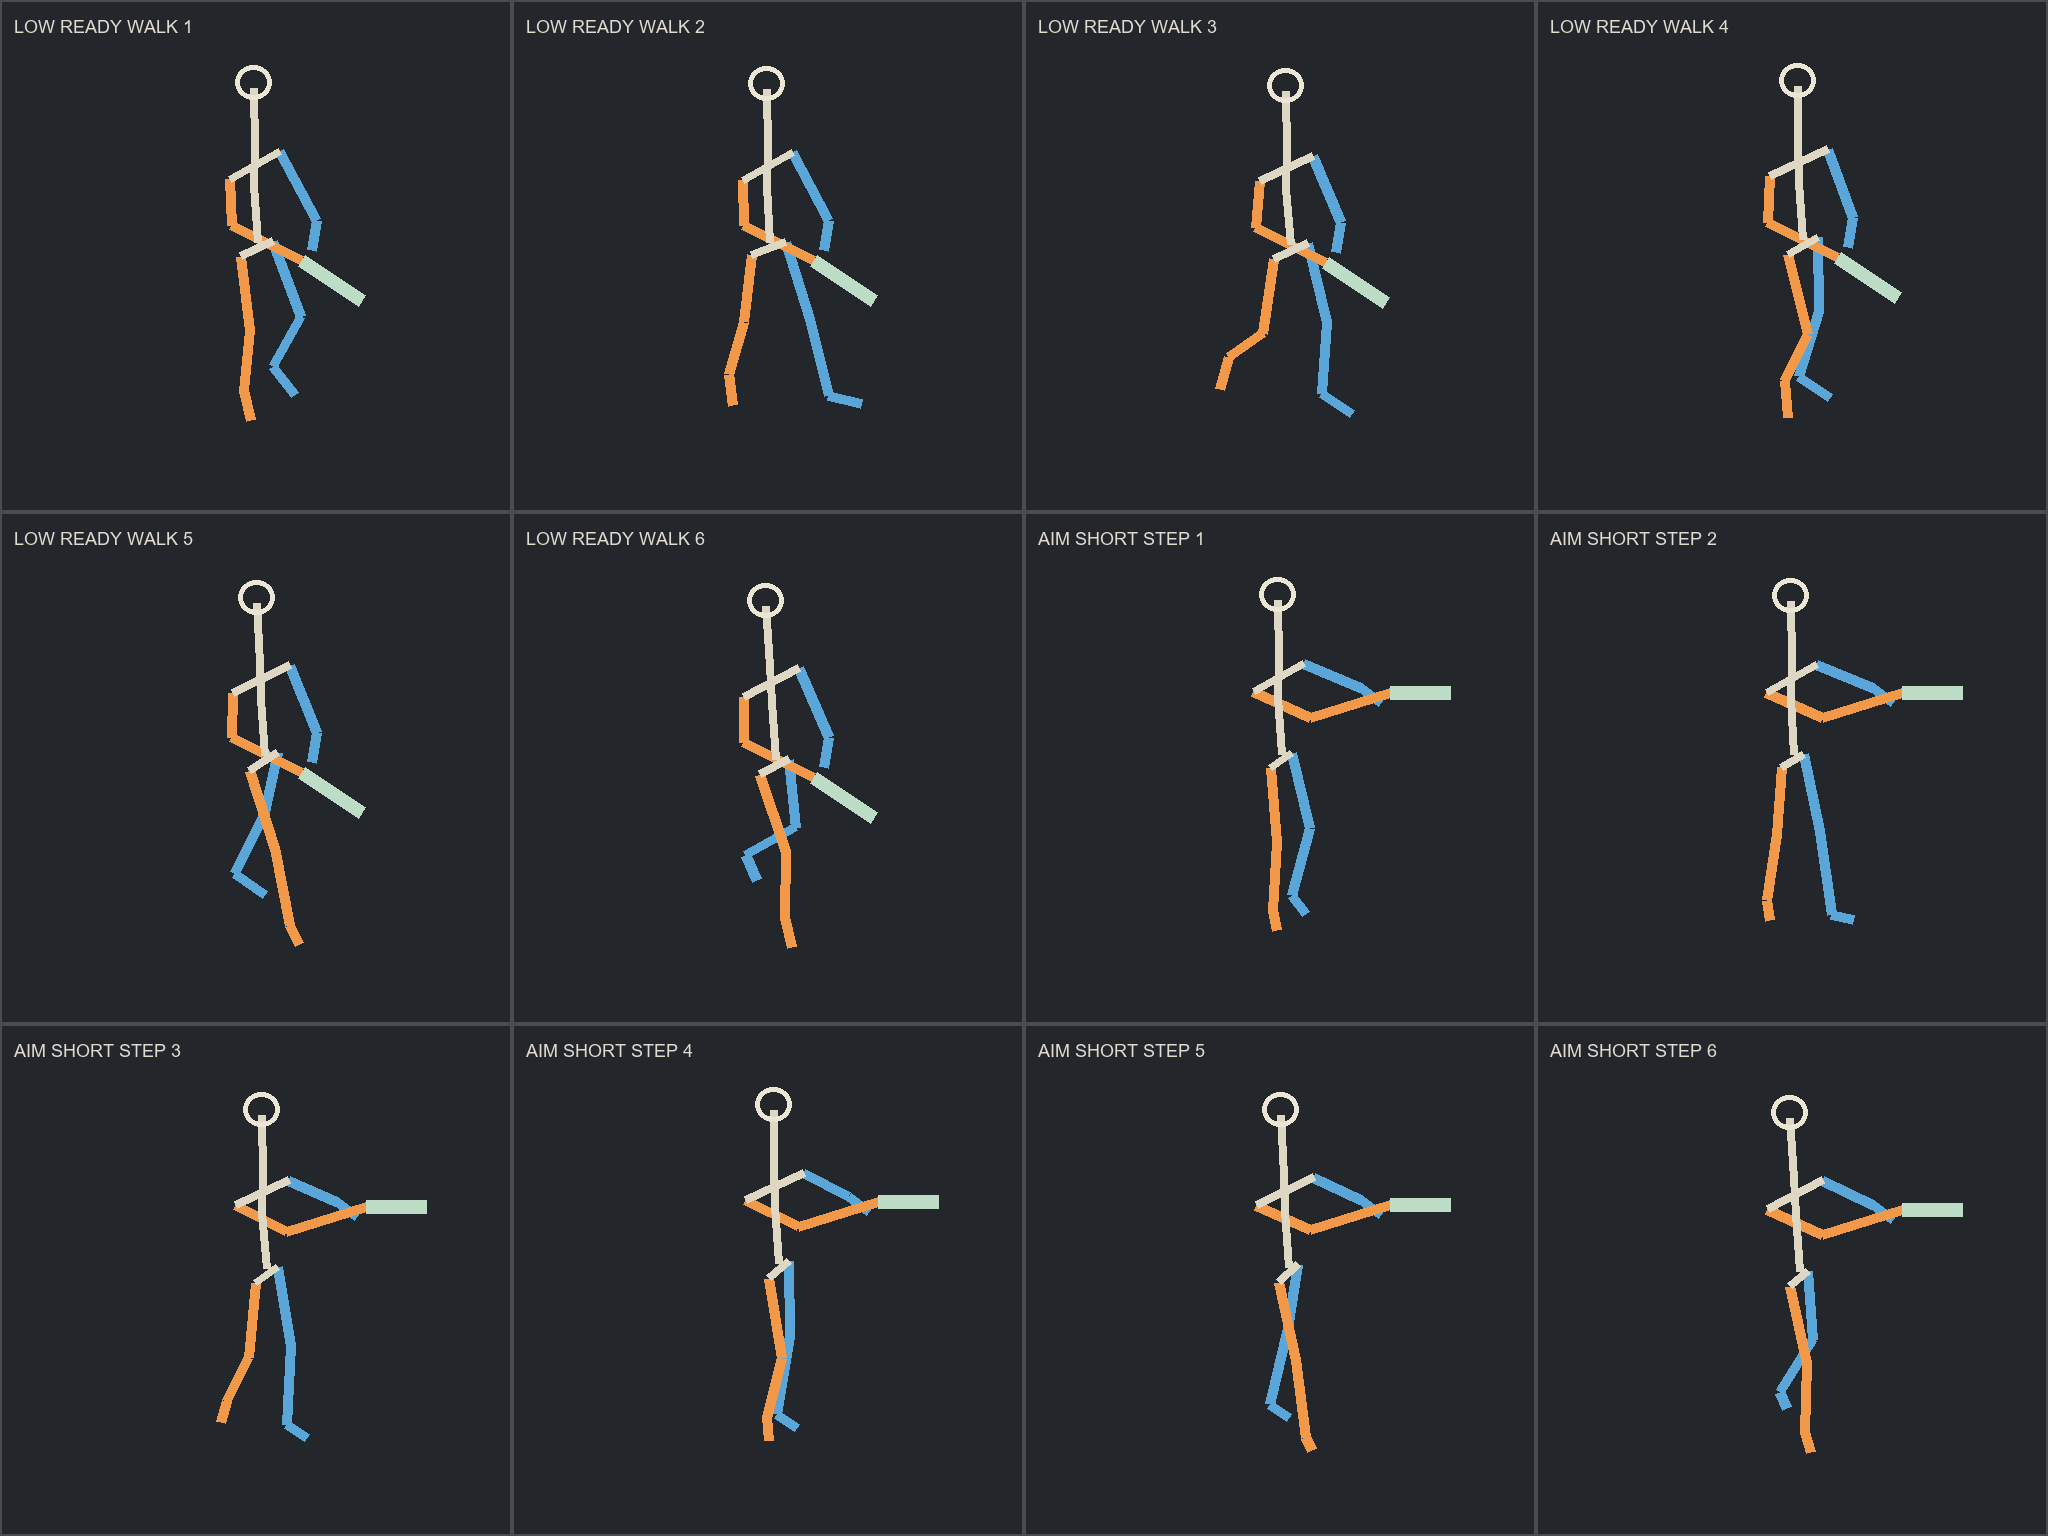 LOW READY WALK 1
LOW READY WALK 2
LOW READY WALK 3
LOW READY WALK 4
LOW READY WALK 5
LOW READY WALK 6
AIM SHORT STEP 1
AIM SHORT STEP 2
AIM SHORT STEP 3
AIM SHORT STEP 4
AIM SHORT STEP 5
AIM SHORT STEP 6